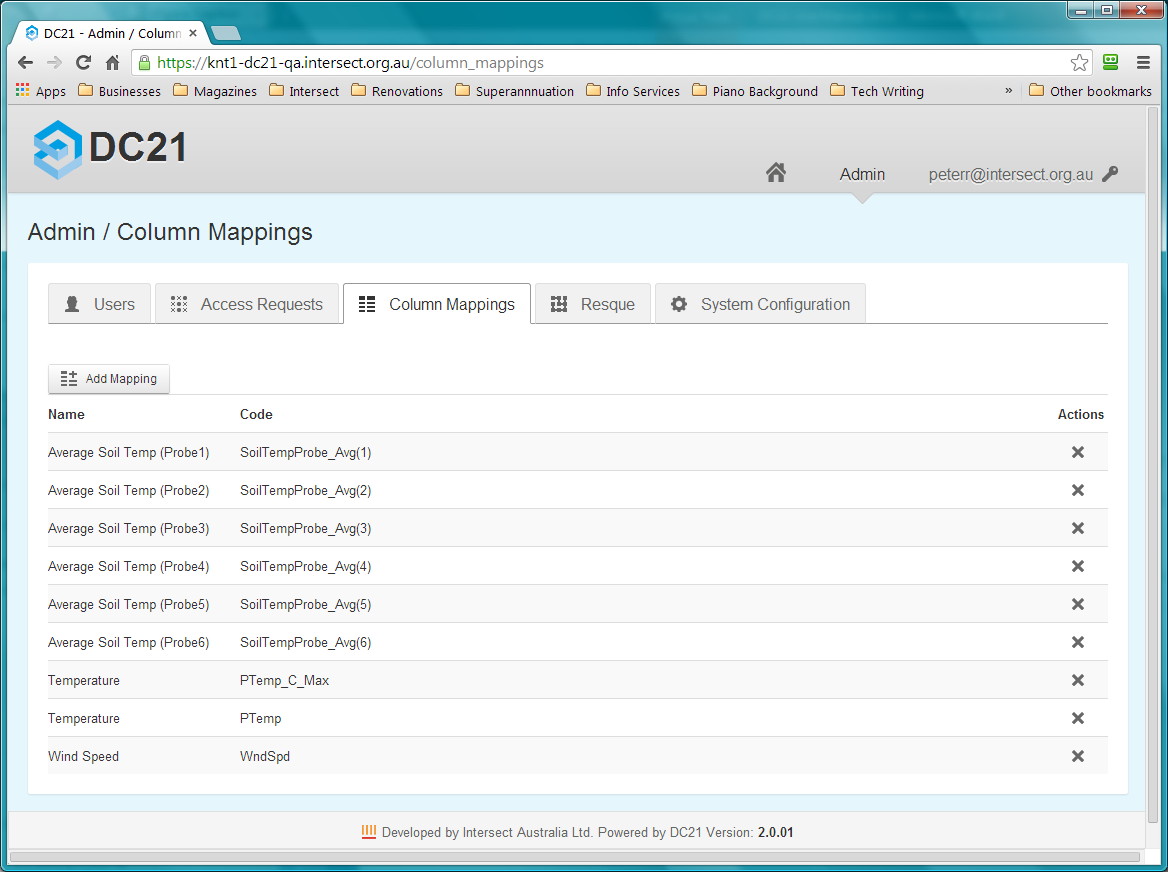 DC21 - Admin / Column
https://knt1-dc21-qa.intersect.org.au/column_mappings
Apps Businesses Magazines Intersect Renovations Superannnuation Info Services Piano Background Tech Writing » Other bookmarks
DC21
Admin peterr@intersect.org.au
Admin / Column Mappings
Users Access Requests Column Mappings Resque System Configuration
Add Mapping
Name Code Actions
Average Soil Temp (Probe1) SoilTempProbe_Avg(1)
Average Soil Temp (Probe2) SoilTempProbe_Avg(2)
Average Soil Temp (Probe3) SoilTempProbe_Avg(3)
Average Soil Temp (Probe4) SoilTempProbe_Avg(4)
Average Soil Temp (Probe5) SoilTempProbe_Avg(5)
Average Soil Temp (Probe6) SoilTempProbe_Avg(6)
Temperature PTemp_C_Max
Temperature PTemp
Wind Speed WndSpd
Developed by Intersect Australia Ltd. Powered by DC21 Version: 2.0.01